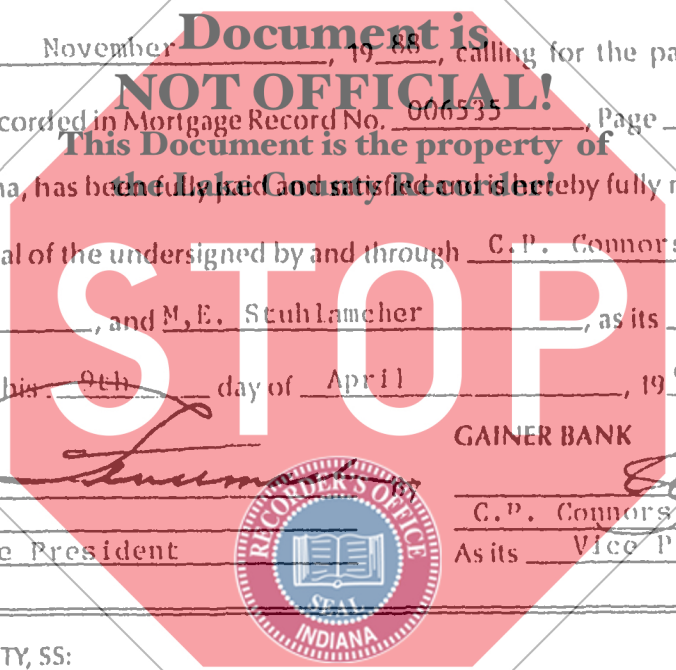 Document is
November , 19 88 , calling for the pa
NOT OFFICIAL!
corded in Mortgage Record No. 006535 , Page
This Document is the property of
the Lake County Recorder!
na, has been fully paid and satisfied and is hereby fully r
al of the undersigned by and through C.P. Connors
STOP
, and M.E. Stuhlamcher , as its
his 9th day of April , 19
GAINER BANK
By
C.P. Connors
e President As its Vice P
RECORDER'S OFFICE
SEAL
INDIANA
TY, SS: